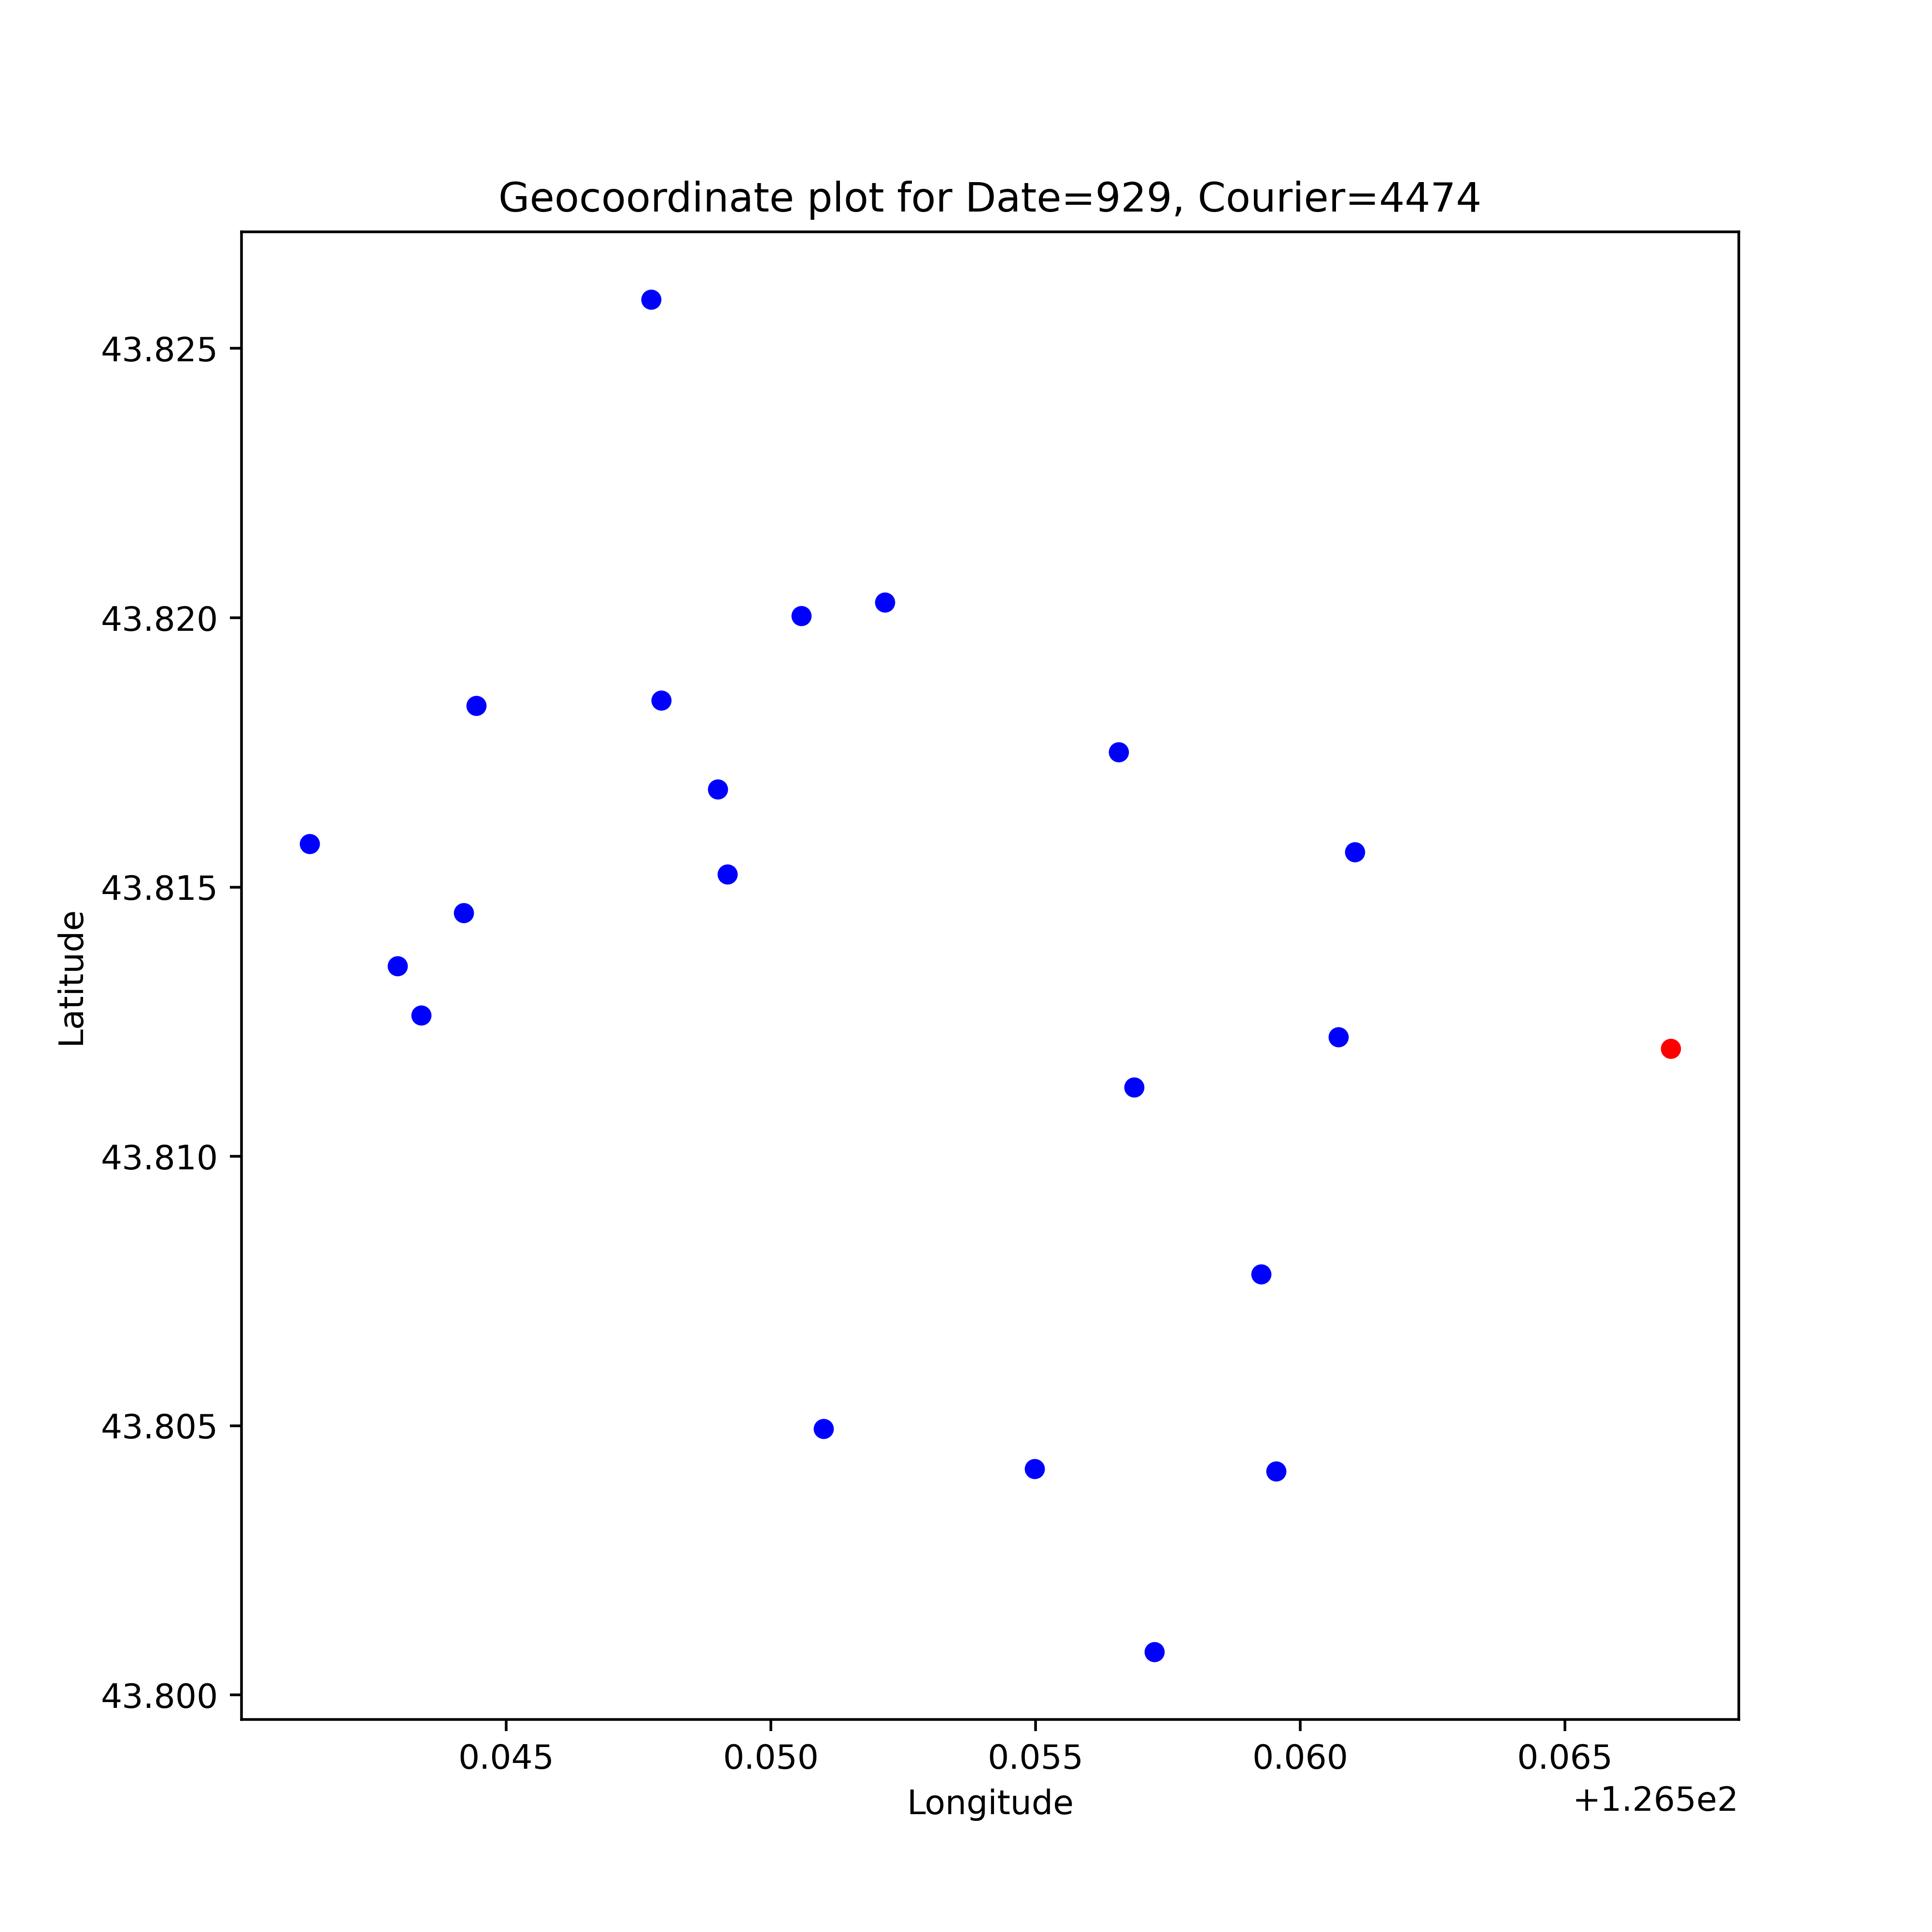 Geocoordinate plot for Date=929, Courier=4474
43.825
43.820
43.815
43.810
43.805
43.800
Latitude
0.045 0.050 0.055 0.060 0.065
Longitude
+1.265e2